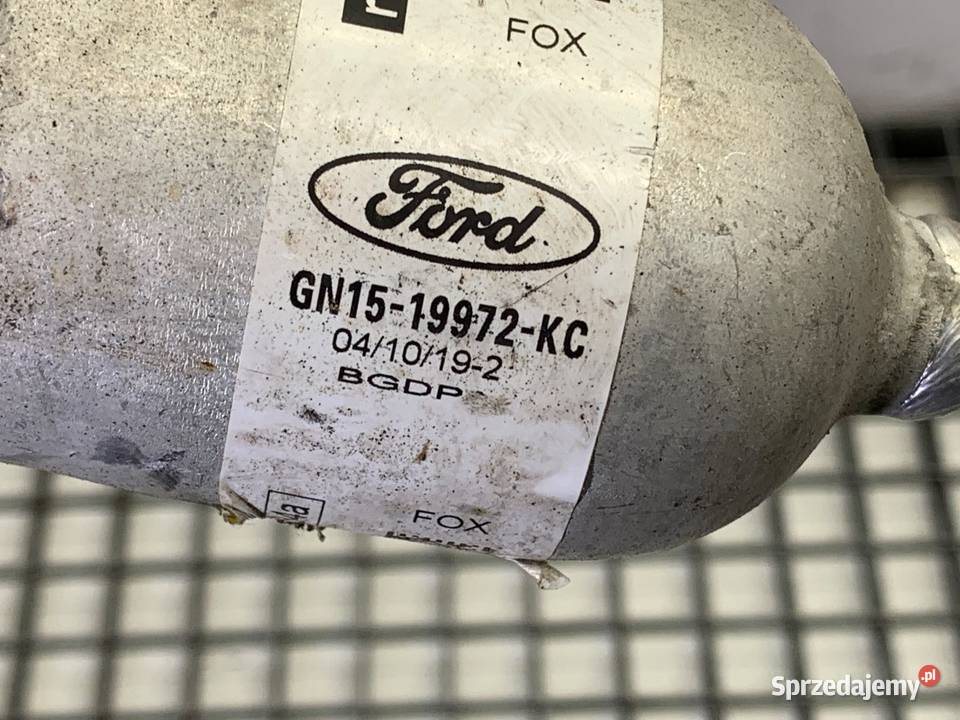 FOX
Ford
GN15-19972-KC
04/10/19-2
BGDP
FOX
Sprzedajemy.pl